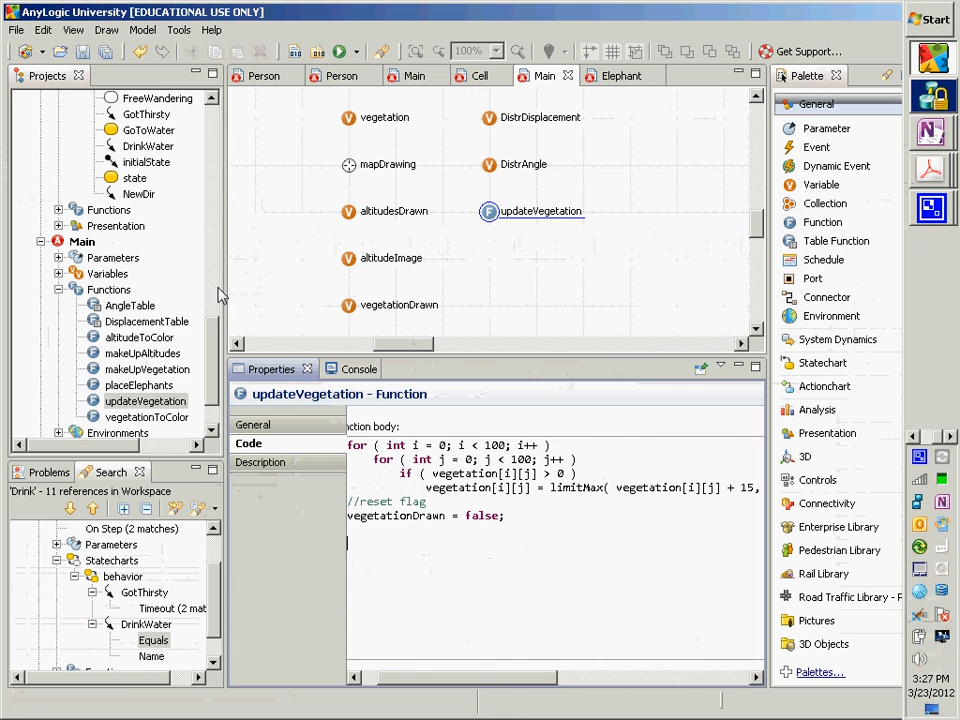 AnyLogic University [EDUCATIONAL USE ONLY]
File Edit View Draw Model Tools Help
100% Get Support...
Projects
FreeWandering
GotThirsty
GoToWater
DrinkWater
initialState
state
NewDir
Functions
Presentation
Main
Parameters
Variables
Functions
AngleTable
DisplacementTable
altitudeToColor
makeUpAltitudes
makeUpVegetation
placeElephants
updateVegetation
vegetationToColor
Environments
Problems Search
'Drink' - 11 references in Workspace
On Step (2 matches)
Parameters
Statecharts
behavior
GotThirsty
Timeout (2 mat
DrinkWater
Equals
Name
Person Person Main Cell Main Elephant
vegetation DistrDisplacement
mapDrawing DistrAngle
altitudesDrawn updateVegetation
altitudeImage
vegetationDrawn
Properties Console
updateVegetation - Function
General
Code
Description
nction body:
for ( int i = 0; i < 100; i++ )
for ( int j = 0; j < 100; j++ )
if ( vegetation[i][j] > 0 )
vegetation[i][j] = limitMax( vegetation[i][j] + 15,
//reset flag
vegetationDrawn = false;
Palette
General
Parameter
Event
Dynamic Event
Variable
Collection
Function
Table Function
Schedule
Port
Connector
Environment
System Dynamics
Statechart
Actionchart
Analysis
Presentation
3D
Controls
Connectivity
Enterprise Library
Pedestrian Library
Rail Library
Road Traffic Library - P
Pictures
3D Objects
Palettes...
Start
3:27 PM
3/23/2012